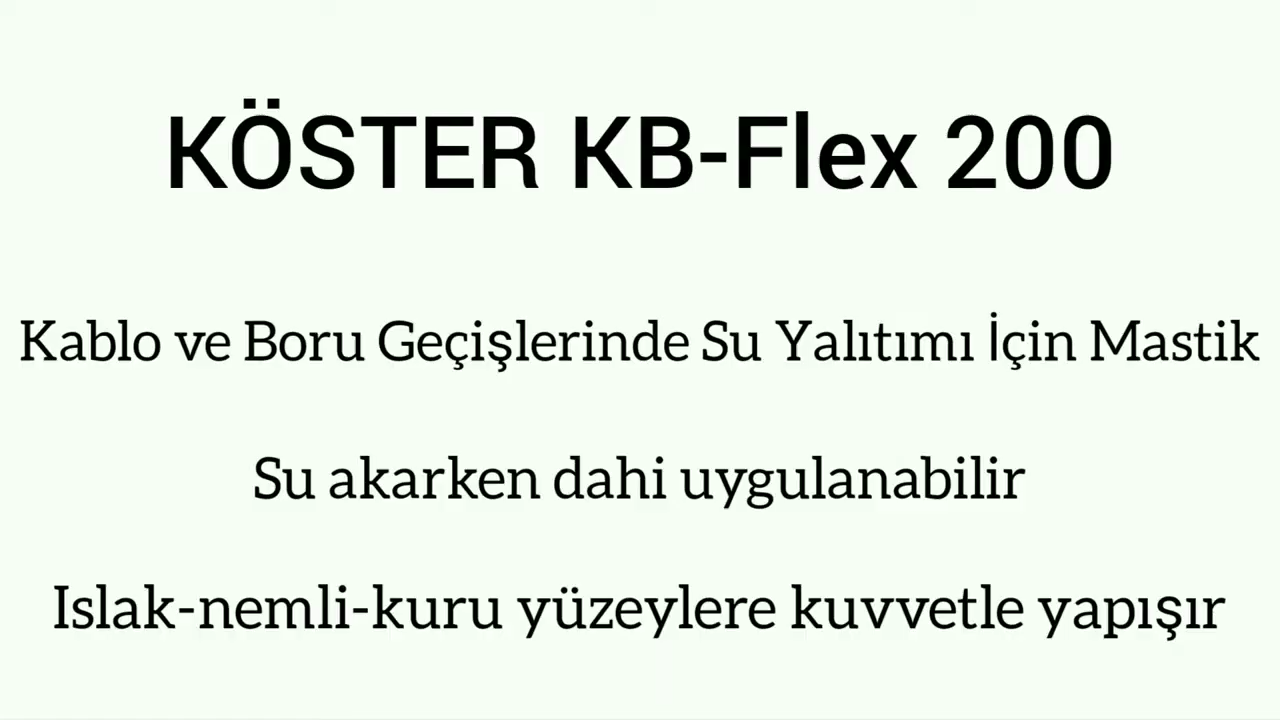 KÖSTER KB-Flex 200
Kablo ve Boru Geçişlerinde Su Yalıtımı İçin Mastik
Su akarken dahi uygulanabilir
Islak-nemli-kuru yüzeylere kuvvetle yapışır